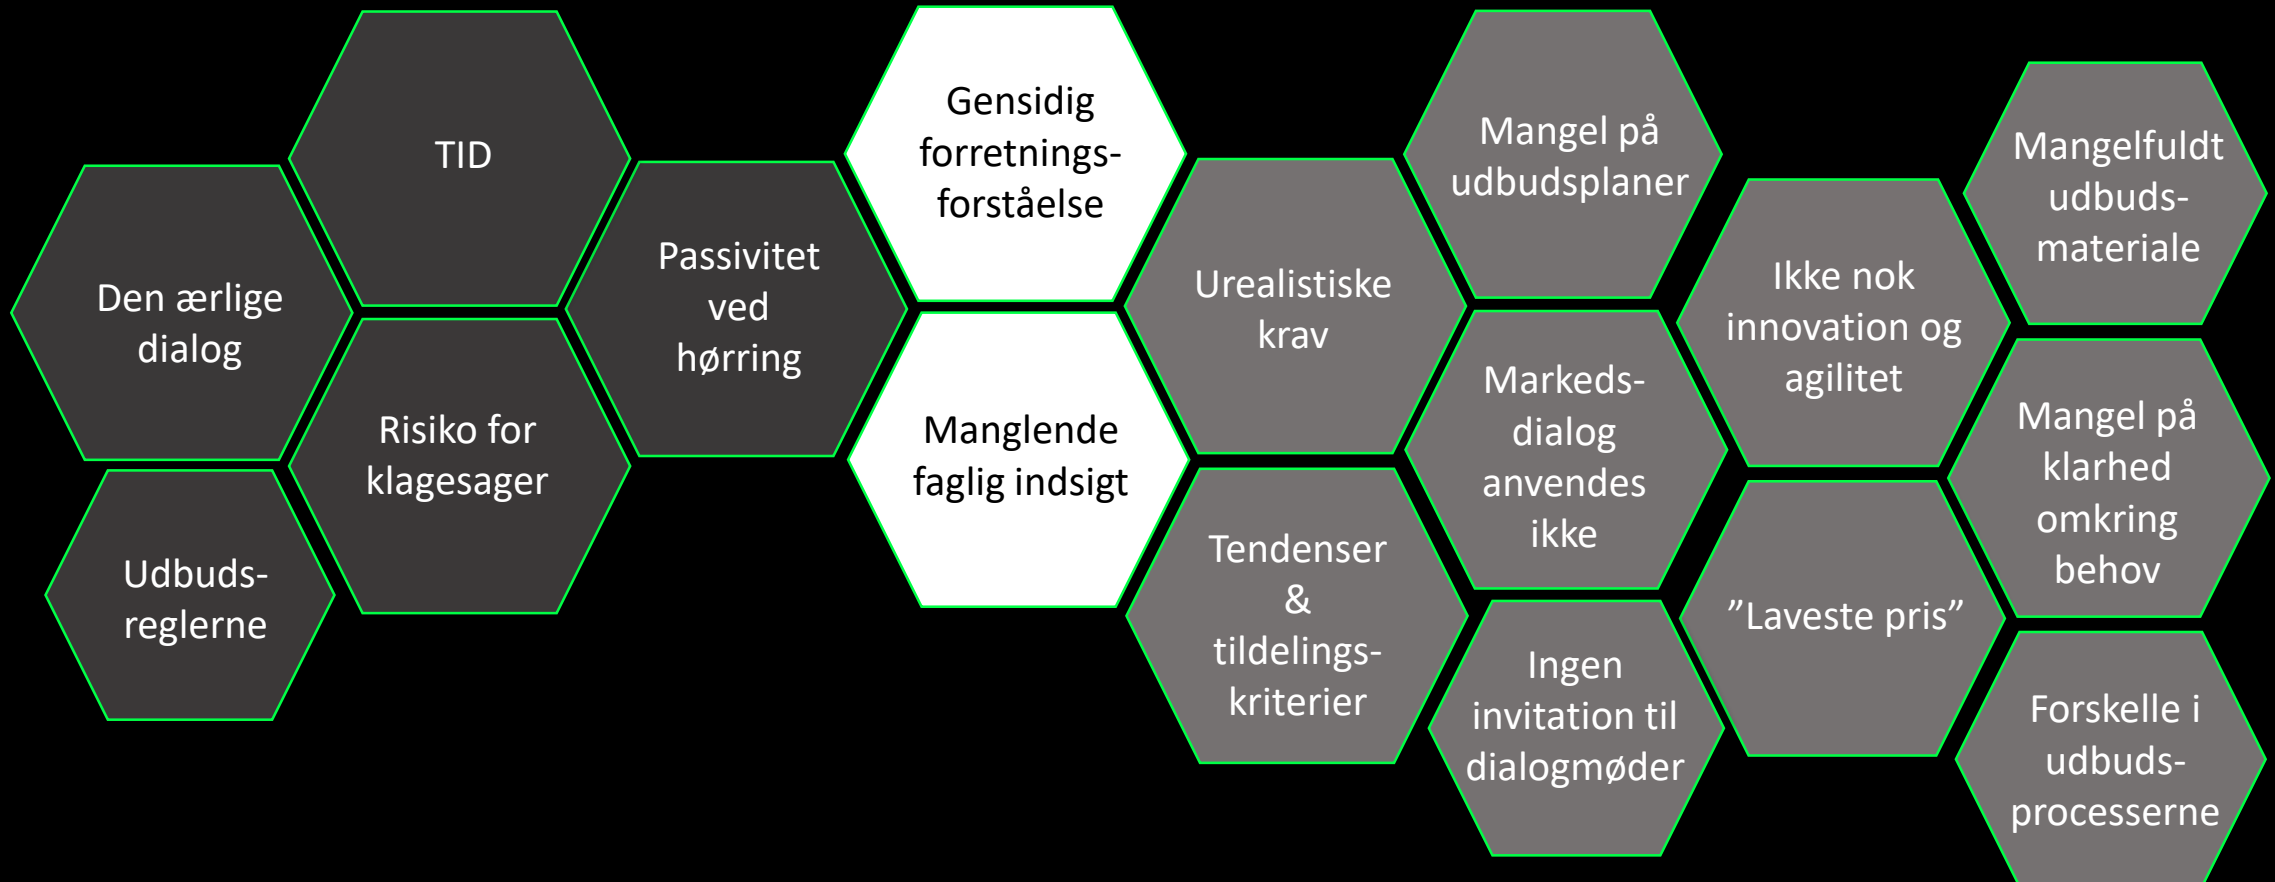 Den ærlige
dialog
Udbuds-
reglerne
TID
Risiko for
klagesager
Passivitet
ved
hørring
Gensidig
forretnings-
forståelse
Manglende
faglig indsigt
Urealistiske
krav
Tendenser
&
tildelings-
kriterier
Mangel på
udbudsplaner
Markeds-
dialog
anvendes
ikke
Ingen
invitation til
dialogmøder
Ikke nok
innovation og
agilitet
”Laveste pris”
Mangelfuldt
udbuds-
materiale
Mangel på
klarhed
omkring
behov
Forskelle i
udbuds-
processerne